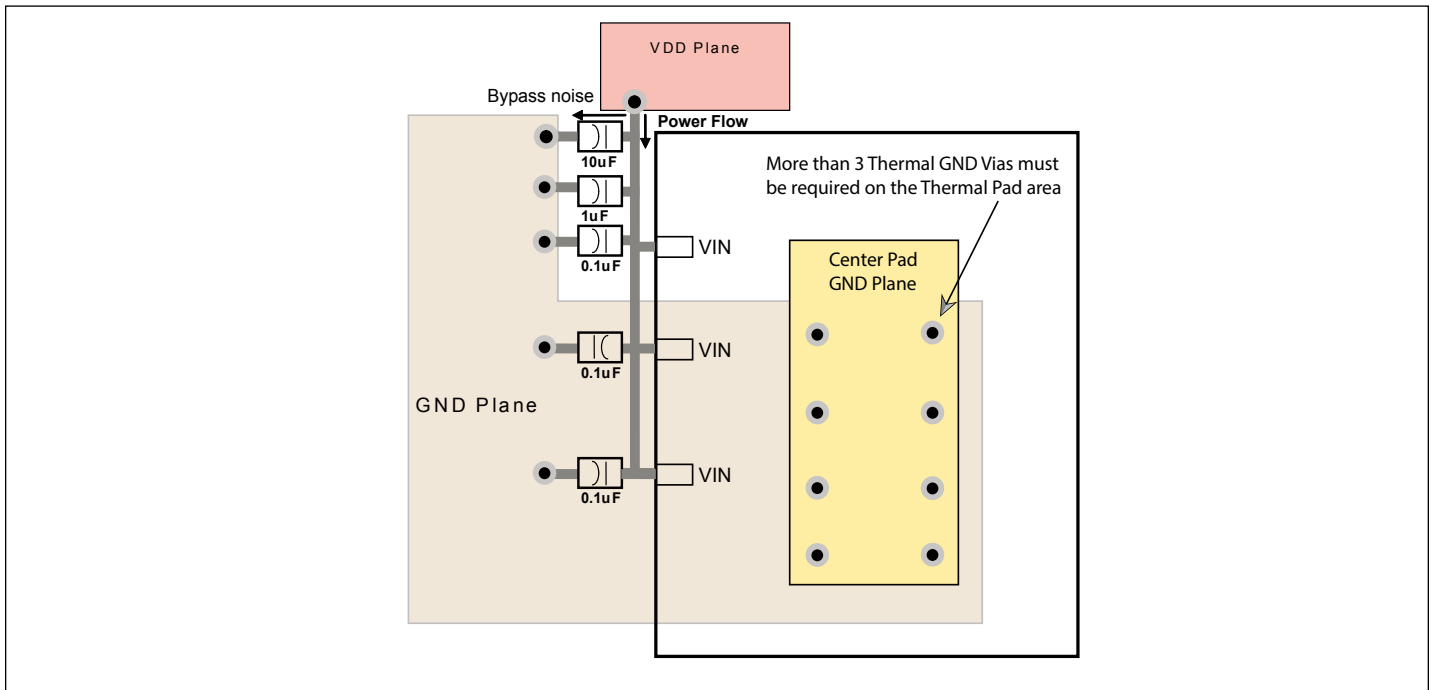 VDD Plane
Bypass noise
Power Flow
10uF
More than 3 Thermal GND Vias must
be required on the Thermal Pad area
1uF
VIN
0.1uF
Center Pad
GND Plane
VIN
0.1uF
GND Plane
VIN
0.1uF